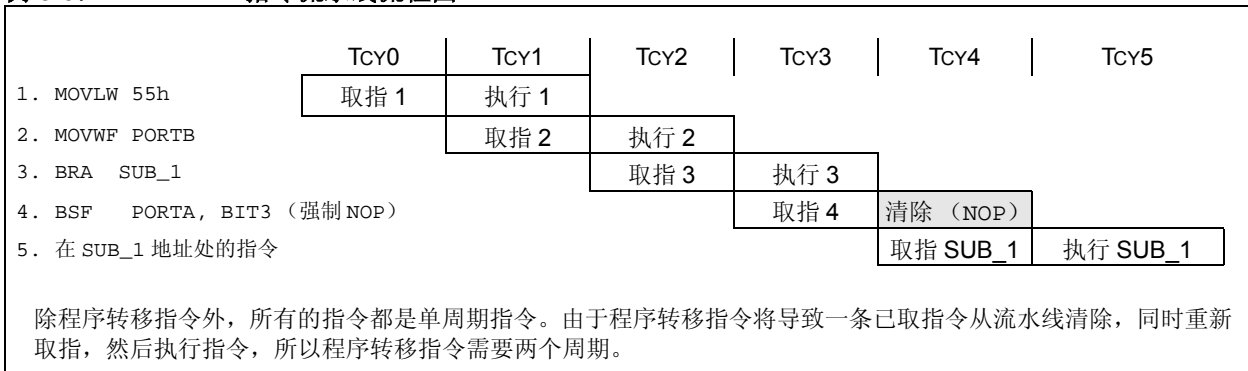 TCY0 TCY1 TCY2 TCY3 TCY4 TCY5
1. MOVLW 55h 取指 1 执行 1
2. MOVWF PORTB 取指 2 执行 2
3. BRA SUB_1 取指 3 执行 3
4. BSF PORTA, BIT3 （强制 NOP） 取指 4 清除 （NOP）
5. 在 SUB_1 地址处的指令 取指 SUB_1 执行 SUB_1
除程序转移指令外，所有的指令都是单周期指令。由于程序转移指令将导致一条已取指令从流水线清除，同时重新
取指，然后执行指令，所以程序转移指令需要两个周期。